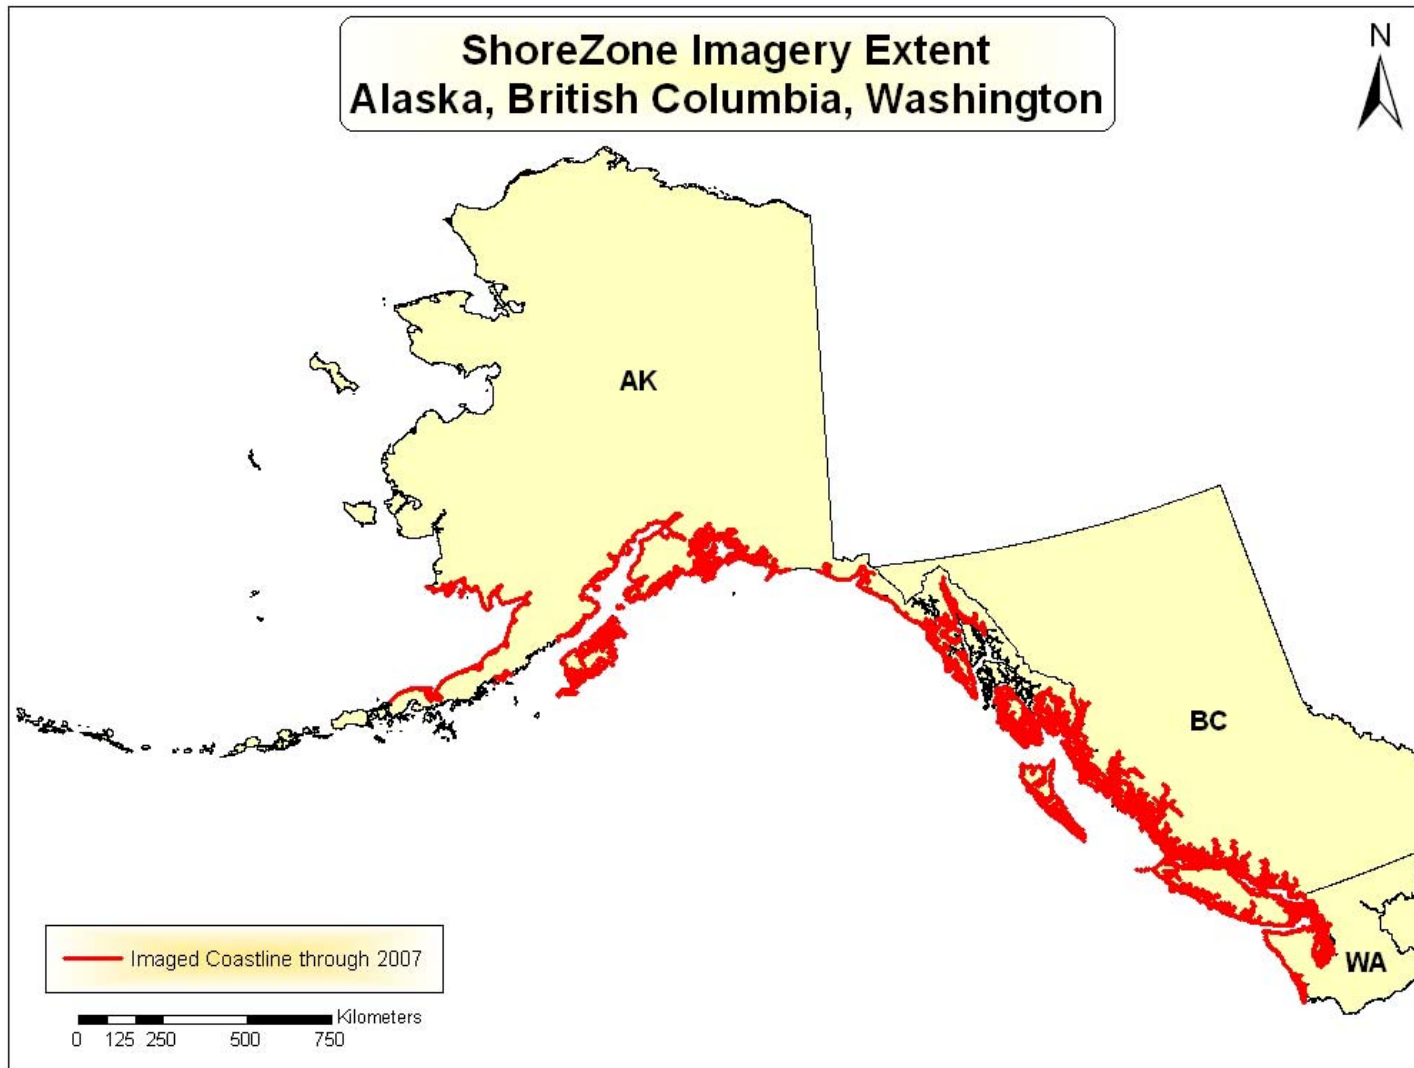 ShoreZone Imagery Extent
Alaska, British Columbia, Washington
N
AK
BC
WA
Imaged Coastline through 2007
Kilometers
0 125 250 500 750